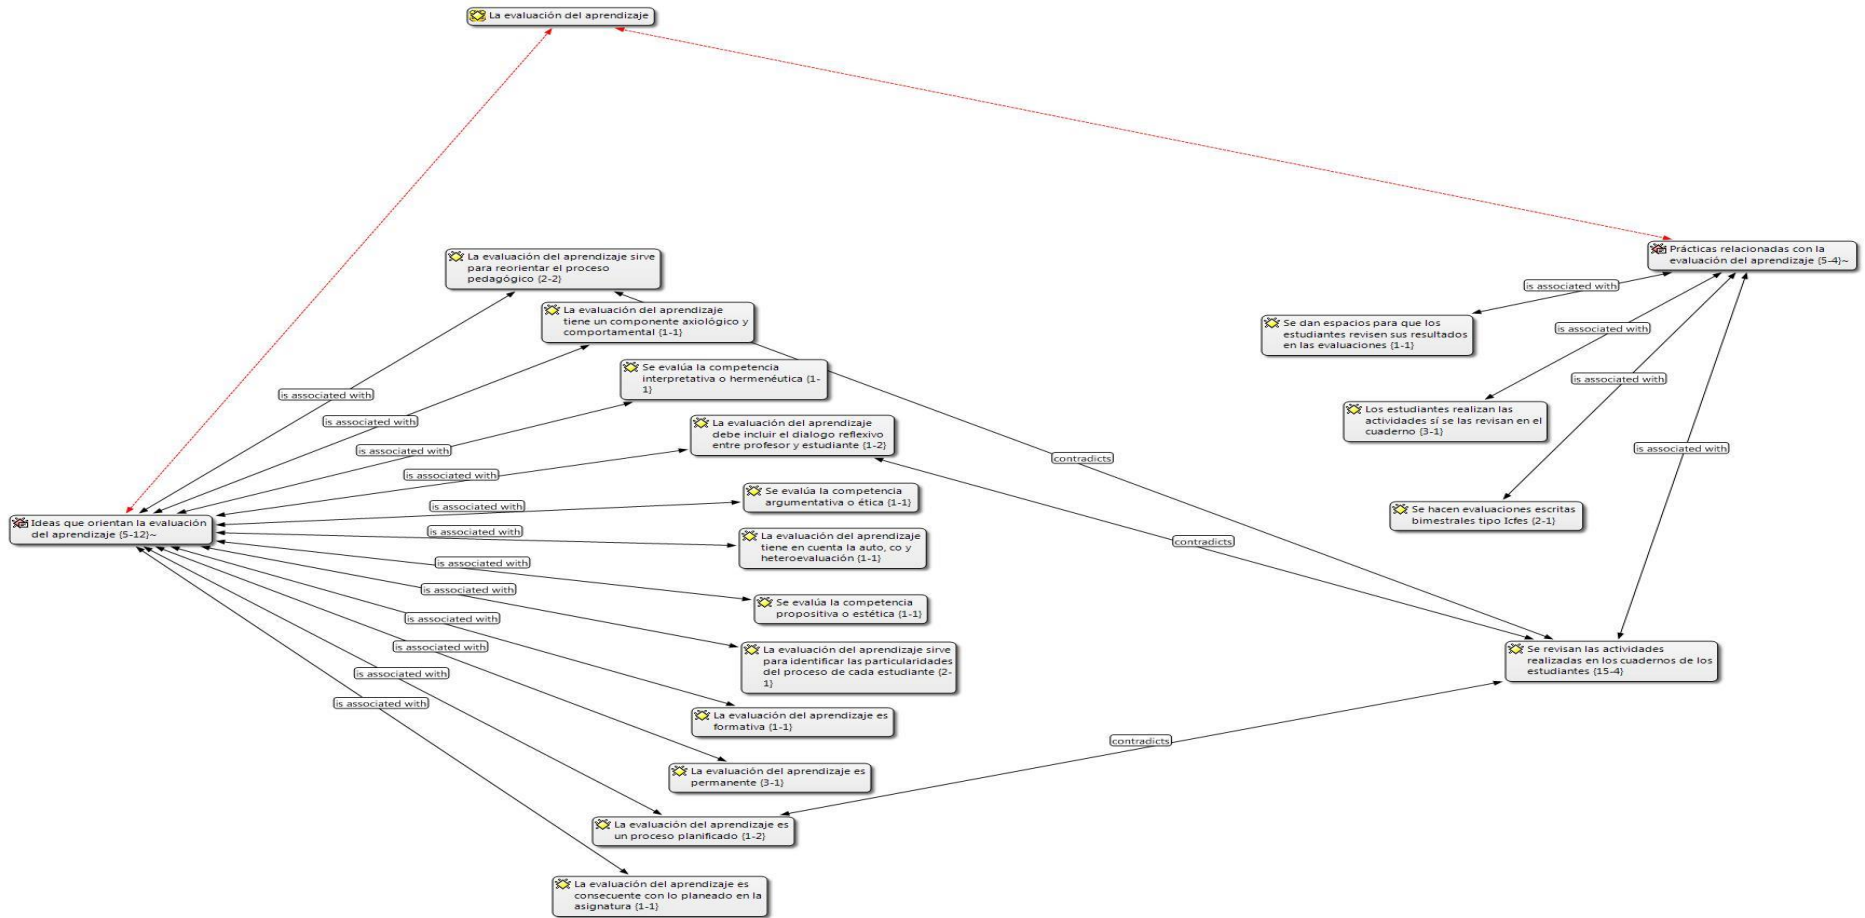 La evaluación del aprendizaje
La evaluación del aprendizaje sirve
para reorientar el proceso
pedagógico {2-2}
La evaluación del aprendizaje
tiene un componente axiológico y
comportamental {1-1}
Se evalúa la competencia
interpretativa o hermenéutica {1-
1}
La evaluación del aprendizaje
debe incluir el dialogo reflexivo
entre profesor y estudiante {1-2}
Se evalúa la competencia
argumentativa o ética {1-1}
La evaluación del aprendizaje
tiene en cuenta la auto, co y
heteroevaluación {1-1}
Se evalúa la competencia
propositiva o estética {1-1}
La evaluación del aprendizaje sirve
para identificar las particularidades
del proceso de cada estudiante {2-
1}
La evaluación del aprendizaje es
formativa {1-1}
La evaluación del aprendizaje es
permanente {3-1}
La evaluación del aprendizaje es
un proceso planificado {1-2}
La evaluación del aprendizaje es
consecuente con lo planeado en la
asignatura {1-1}
Ideas que orientan la evaluación
del aprendizaje {5-12}~
is associated with
is associated with
is associated with
is associated with
is associated with
is associated with
is associated with
is associated with
is associated with
is associated with
is associated with
is associated with
contradicts
contradicts
contradicts
Prácticas relacionadas con la
evaluación del aprendizaje {5-4}~
is associated with
is associated with
is associated with
is associated with
Se dan espacios para que los
estudiantes revisen sus resultados
en las evaluaciones {1-1}
Los estudiantes realizan las
actividades sí se las revisan en el
cuaderno {3-1}
Se hacen evaluaciones escritas
bimestrales tipo Icfes {2-1}
Se revisan las actividades
realizadas en los cuadernos de los
estudiantes {15-4}